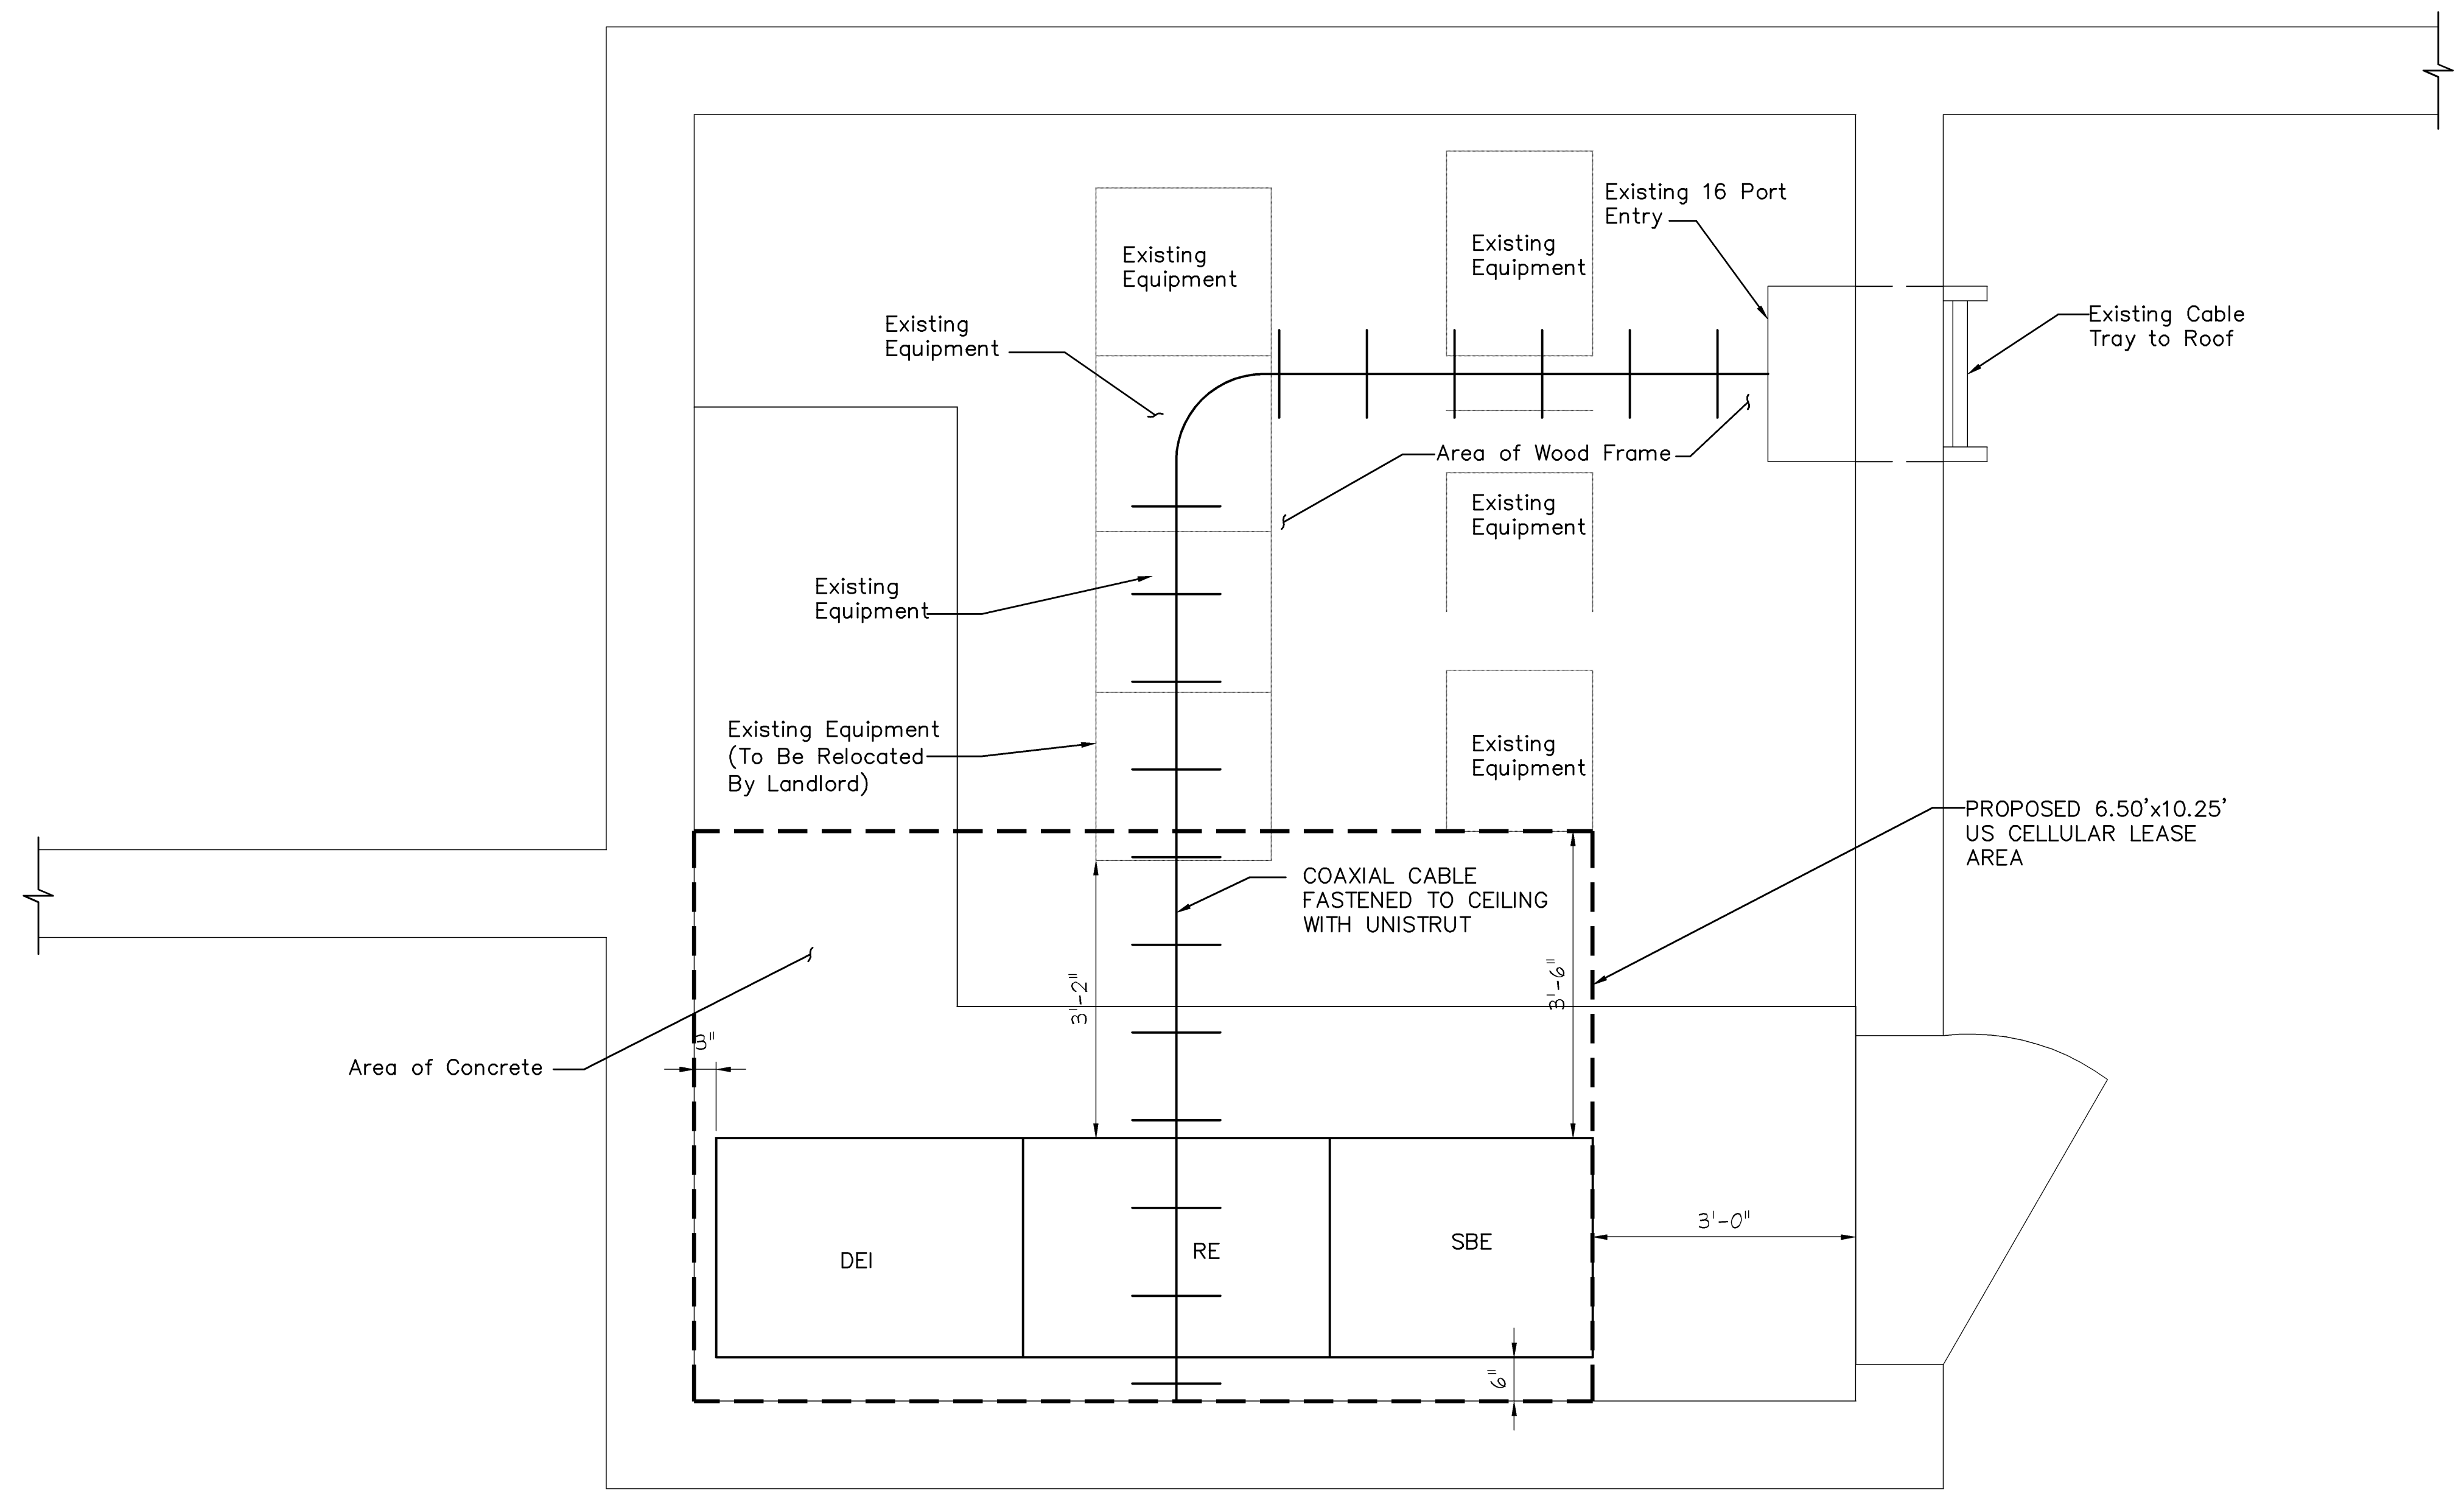 Existing 16 Port
Entry
Existing
Equipment
Existing
Equipment
Existing
Equipment
Existing Cable
Tray to Roof
Area of Wood Frame
Existing
Equipment
Existing
Equipment
Existing Equipment
(To Be Relocated
By Landlord)
Existing
Equipment
PROPOSED 6.50'x10.25'
US CELLULAR LEASE
AREA
COAXIAL CABLE
FASTENED TO CEILING
WITH UNISTRUT
3'-2"
3'-6"
3"
Area of Concrete
3'-0"
DEI
RE
SBE
6"